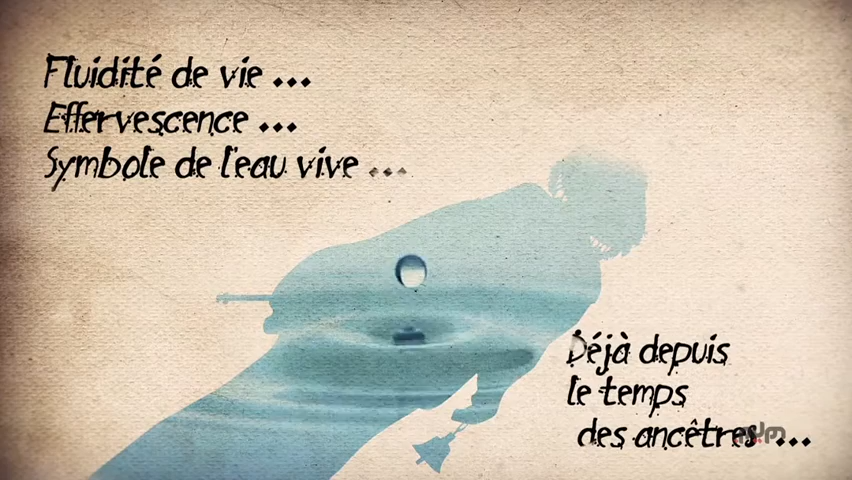 Fluidité de vie ...
Effervescence ...
Symbole de l'eau vive ...
Déjà depuis
le temps
des ancêtres ...